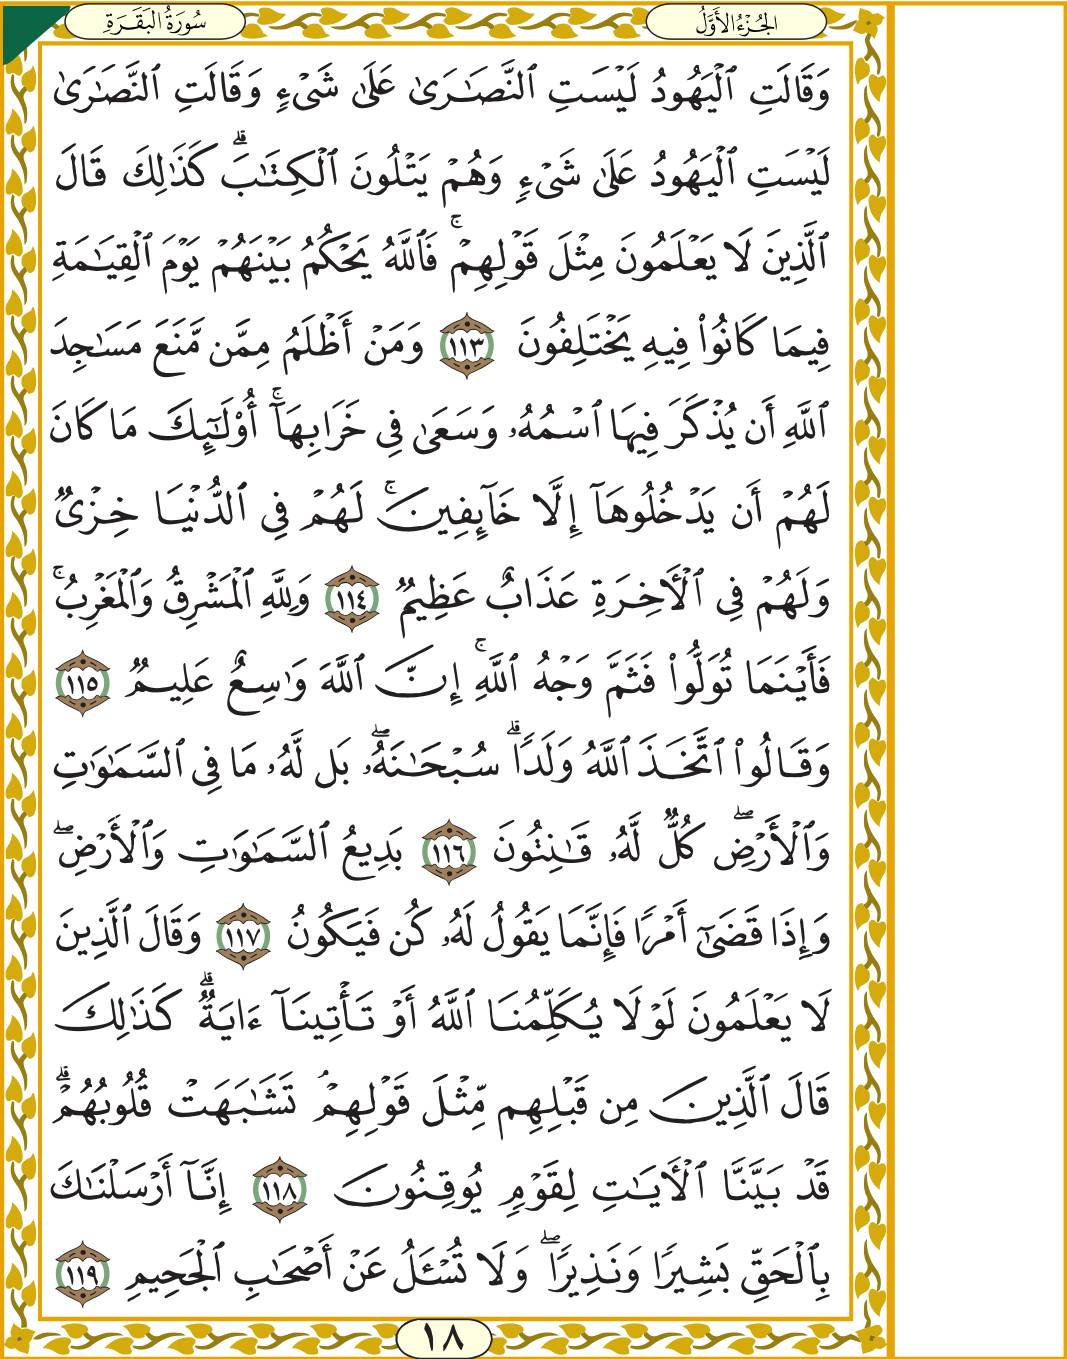 سُورَةُ البَقَرَةِ
الجُزْءُ الأَوَّلُ
وَقَالَتِ ٱلۡيَهُودُ لَيۡسَتِ ٱلنَّصَـٰرَىٰ عَلَىٰ شَىۡءٍ وَقَالَتِ ٱلنَّصَـٰرَىٰ
لَيۡسَتِ ٱلۡيَهُودُ عَلَىٰ شَىۡءٍ وَهُمۡ يَتۡلُونَ ٱلۡكِتَـٰبَۗ كَذَٰلِكَ قَالَ
ٱلَّذِينَ لَا يَعۡلَمُونَ مِثۡلَ قَوۡلِهِمۡۚ فَٱللَّهُ يَحۡكُمُ بَيۡنَهُمۡ يَوۡمَ ٱلۡقِيَـٰمَةِ
فِيمَا كَانُواْ فِيهِ يَخۡتَلِفُونَ ١١٣ وَمَنۡ أَظۡلَمُ مِمَّن مَّنَعَ مَسَـٰجِدَ
ٱللَّهِ أَن يُذۡكَرَ فِيهَا ٱسۡمُهُۥ وَسَعَىٰ فِى خَرَابِهَآۚ أُوْلَـٰٓئِكَ مَا كَانَ
لَهُمۡ أَن يَدۡخُلُوهَآ إِلَّا خَآئِفِينَۚ لَهُمۡ فِى ٱلدُّنۡيَا خِزۡىٌ
وَلَهُمۡ فِى ٱلۡأَخِرَةِ عَذَابٌ عَظِيمٌ ١١٤ وَلِلَّهِ ٱلۡمَشۡرِقُ وَٱلۡمَغۡرِبُۚ
فَأَيۡنَمَا تُوَلُّواْ فَثَمَّ وَجۡهُ ٱللَّهِۚ إِنَّ ٱللَّهَ وَٰسِعٌ عَلِيمٌ ١١٥
وَقَالُواْ ٱتَّخَذَ ٱللَّهُ وَلَدًاۗ سُبۡحَـٰنَهُۥۖ بَل لَّهُۥ مَا فِى ٱلسَّمَـٰوَٰتِ
وَٱلۡأَرۡضِۖ كُلٌّ لَّهُۥ قَـٰنِتُونَ ١١٦ بَدِيعُ ٱلسَّمَـٰوَٰتِ وَٱلۡأَرۡضِۖ
وَإِذَا قَضَىٰٓ أَمۡرًا فَإِنَّمَا يَقُولُ لَهُۥ كُن فَيَكُونُ ١١٧ وَقَالَ ٱلَّذِينَ
لَا يَعۡلَمُونَ لَوۡلَا يُكَلِّمُنَا ٱللَّهُ أَوۡ تَأۡتِينَآ ءَايَةٌۗ كَذَٰلِكَ
قَالَ ٱلَّذِينَ مِن قَبۡلِهِم مِّثۡلَ قَوۡلِهِمۡۘ تَشَـٰبَهَتۡ قُلُوبُهُمۡۗ
قَدۡ بَيَّنَّا ٱلۡأَيَـٰتِ لِقَوۡمٍ يُوقِنُونَ ١١٨ إِنَّآ أَرۡسَلۡنَـٰكَ
بِٱلۡحَقِّ بَشِيرًا وَنَذِيرًاۖ وَلَا تُسۡـَٔلُ عَنۡ أَصۡحَـٰبِ ٱلۡجَحِيمِ ١١٩
١٨